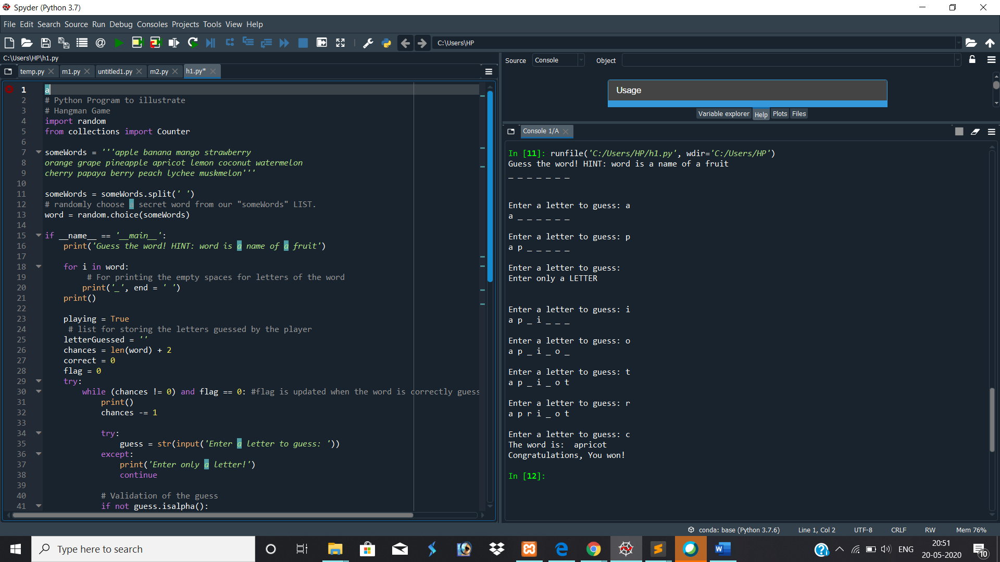 Spyder (Python 3.7)
File Edit Search Source Run Debug Consoles Projects Tools View Help
C:\Users\HP
C:\Users\HP\h1.py
temp.py m1.py untitled1.py m2.py h1.py*
1 a
2 # Python Program to illustrate
3 # Hangman Game
4 import random
5 from collections import Counter
6
7 someWords = '''apple banana mango strawberry
8 orange grape pineapple apricot lemon coconut watermelon
9 cherry papaya berry peach lychee muskmelon'''
10
11 someWords = someWords.split(' ')
12 # randomly choose a secret word from our "someWords" LIST.
13 word = random.choice(someWords)
14
15 if __name__ == '__main__':
16 print('Guess the word! HINT: word is a name of a fruit')
17
18 for i in word:
19 # For printing the empty spaces for letters of the word
20 print('_', end = ' ')
21 print()
22
23 playing = True
24 # list for storing the letters guessed by the player
25 letterGuessed = ''
26 chances = len(word) + 2
27 correct = 0
28 flag = 0
29 try:
30 while (chances != 0) and flag == 0: #flag is updated when the word is correctly guess
31 print()
32 chances -= 1
33
34 try:
35 guess = str(input('Enter a letter to guess: '))
36 except:
37 print('Enter only a letter!')
38 continue
39
40 # Validation of the guess
41 if not guess.isalpha():
Source Console Object
Usage
Variable explorer Help Plots Files
Console 1/A
In [11]: runfile('C:/Users/HP/h1.py', wdir='C:/Users/HP')
Guess the word! HINT: word is a name of a fruit
_ _ _ _ _ _ _
Enter a letter to guess: a
a _ _ _ _ _ _
Enter a letter to guess: p
a p _ _ _ _ _
Enter a letter to guess:
Enter only a LETTER
Enter a letter to guess: i
a p _ i _ _ _
Enter a letter to guess: o
a p _ i _ o _
Enter a letter to guess: t
a p _ i _ o t
Enter a letter to guess: r
a p r i _ o t
Enter a letter to guess: c
The word is:  apricot
Congratulations, You won!
In [12]:
conda: base (Python 3.7.6) Line 1, Col 2 UTF-8 CRLF RW Mem 76%
Type here to search
ENG
20:51
20-05-2020
10